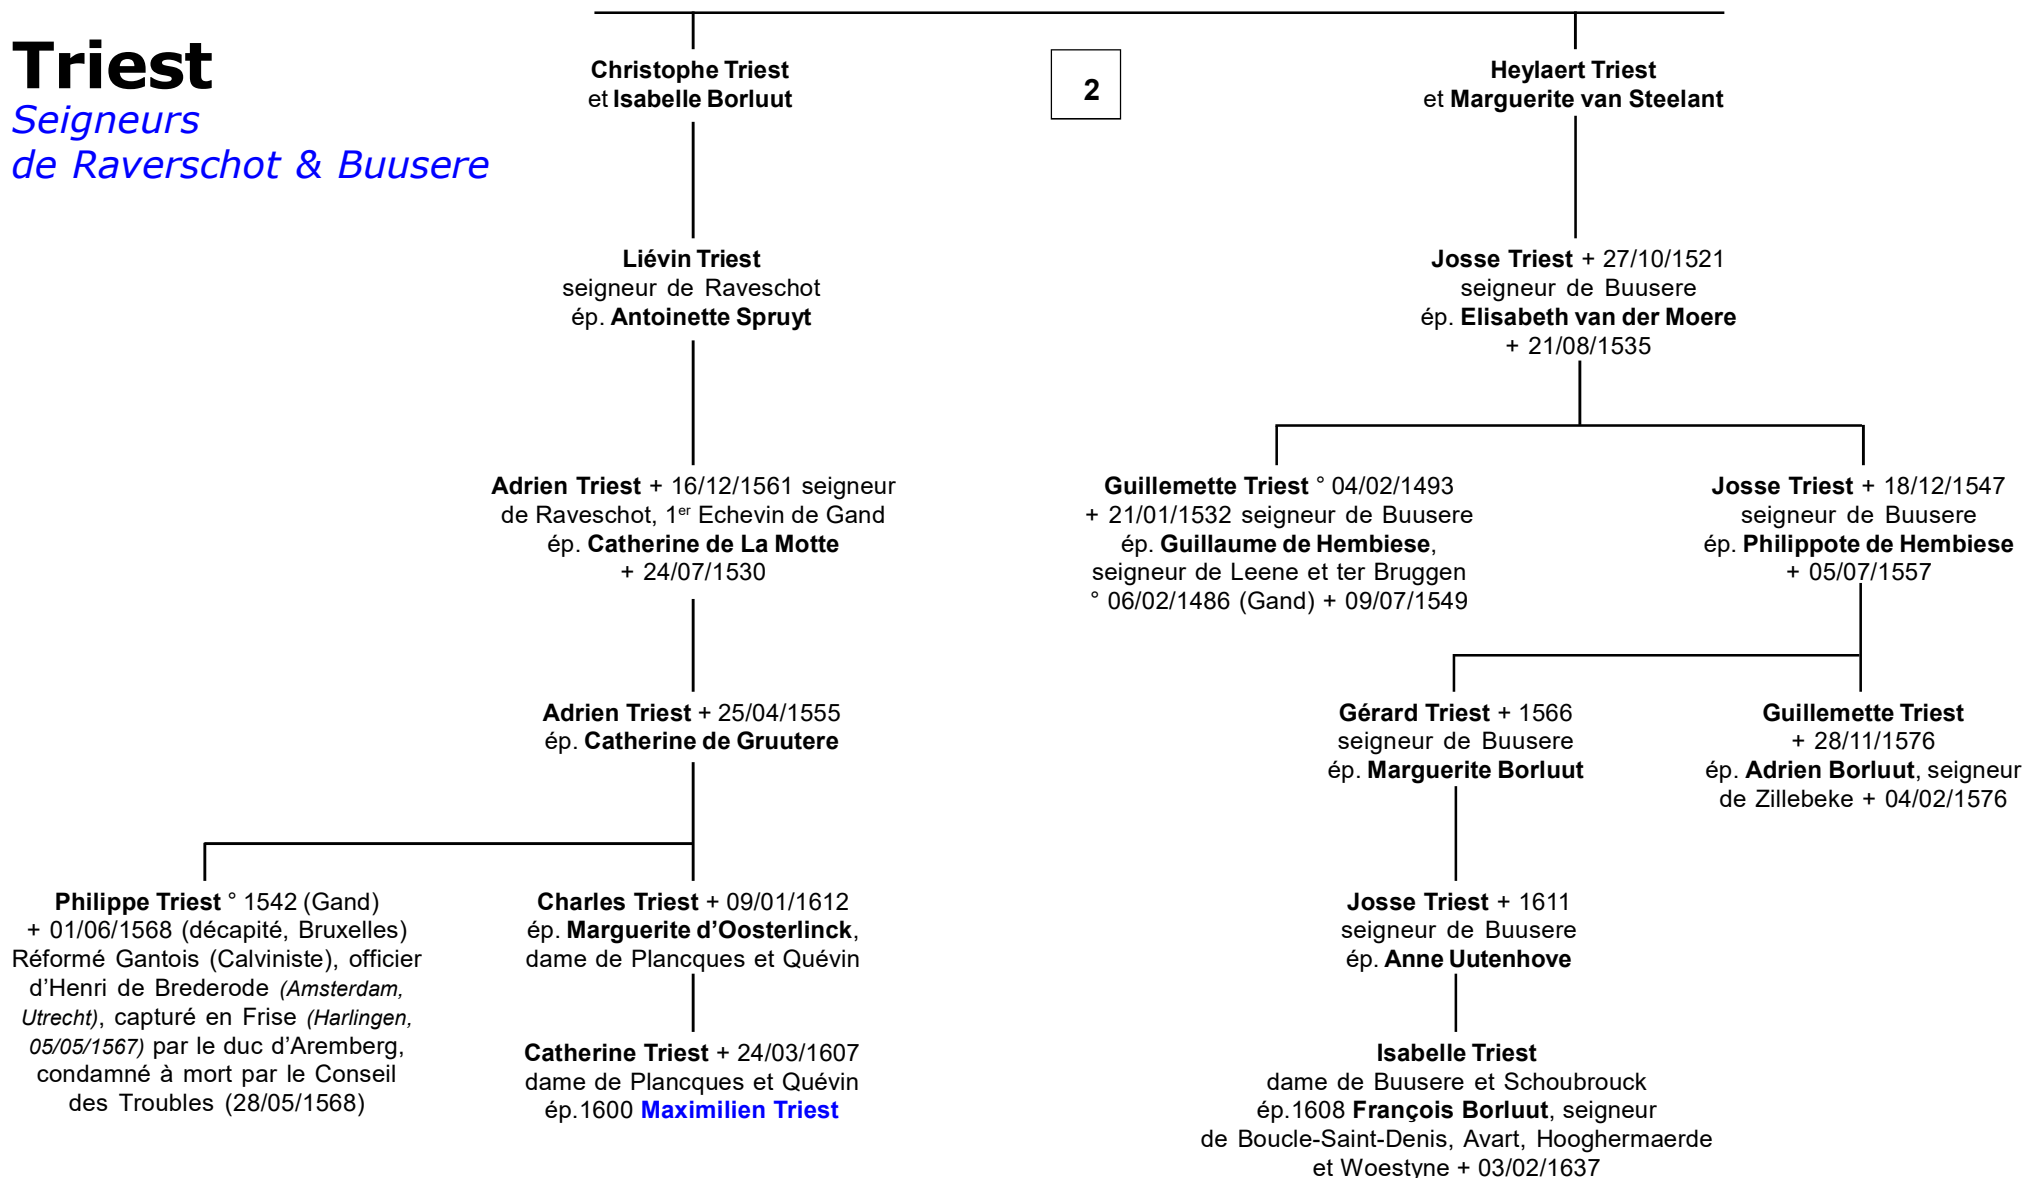 Triest
Seigneurs
de Raverschot & Buusere
2
Christophe Triest
et Isabelle Borluut
Liévin Triest
seigneur de Raveschot
ép. Antoinette Spruyt
Adrien Triest + 16/12/1561 seigneur
de Raveschot, 1er Echevin de Gand
ép. Catherine de La Motte
+ 24/07/1530
Adrien Triest + 25/04/1555
ép. Catherine de Gruutere
Philippe Triest ° 1542 (Gand)
+ 01/06/1568 (décapité, Bruxelles)
Réformé Gantois (Calviniste), officier
d’Henri de Brederode (Amsterdam,
Utrecht), capturé en Frise (Harlingen,
05/05/1567) par le duc d’Aremberg,
condamné à mort par le Conseil
des Troubles (28/05/1568)
Charles Triest + 09/01/1612
ép. Marguerite d’Oosterlinck,
dame de Plancques et Quévin
Catherine Triest + 24/03/1607
dame de Plancques et Quévin
ép.1600 Maximilien Triest
Heylaert Triest
et Marguerite van Steelant
Josse Triest + 27/10/1521
seigneur de Buusere
ép. Elisabeth van der Moere
+ 21/08/1535
Guillemette Triest ° 04/02/1493
+ 21/01/1532 seigneur de Buusere
ép. Guillaume de Hembiese,
seigneur de Leene et ter Bruggen
° 06/02/1486 (Gand) + 09/07/1549
Josse Triest + 18/12/1547
seigneur de Buusere
ép. Philippote de Hembiese
+ 05/07/1557
Gérard Triest + 1566
seigneur de Buusere
ép. Marguerite Borluut
Guillemette Triest
+ 28/11/1576
ép. Adrien Borluut, seigneur
de Zillebeke + 04/02/1576
Josse Triest + 1611
seigneur de Buusere
ép. Anne Uutenhove
Isabelle Triest
dame de Buusere et Schoubrouck
ép.1608 François Borluut, seigneur
de Boucle-Saint-Denis, Avart, Hooghermaerde
et Woestyne + 03/02/1637